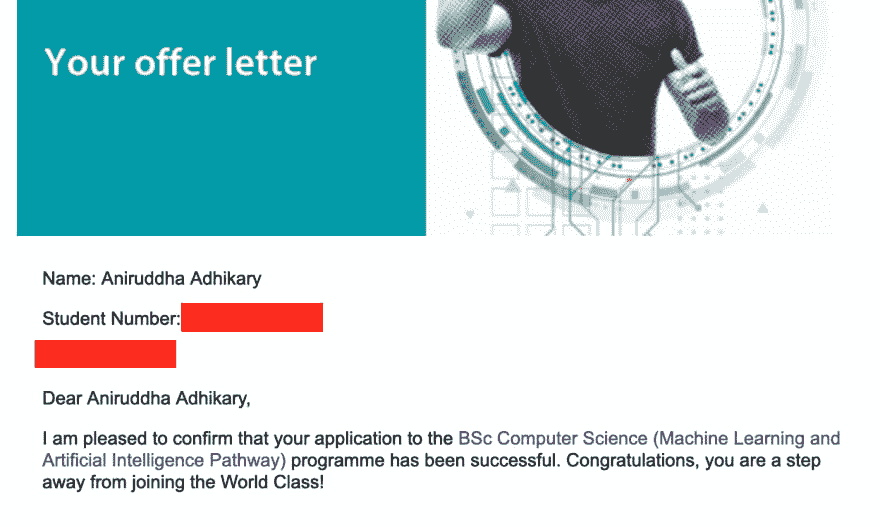 Your offer letter
Name: Aniruddha Adhikary
Student Number:
Dear Aniruddha Adhikary,
I am pleased to confirm that your application to the BSc Computer Science (Machine Learning and
Artificial Intelligence Pathway) programme has been successful. Congratulations, you are a step
away from joining the World Class!